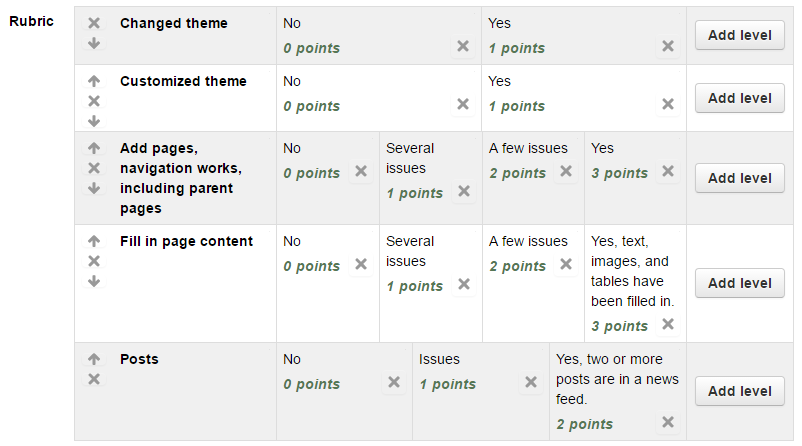 Rubric
Changed theme
No
0 points
Yes
1 points
Add level
Customized theme
No
0 points
Yes
1 points
Add level
Add pages,
navigation works,
including parent
pages
No
0 points
Several
issues
1 points
A few issues
2 points
Yes
3 points
Add level
Fill in page content
No
0 points
Several
issues
1 points
A few issues
2 points
Yes, text,
images, and
tables have
been filled in.
3 points
Add level
Posts
No
0 points
Issues
1 points
Yes, two or more
posts are in a news
feed.
2 points
Add level